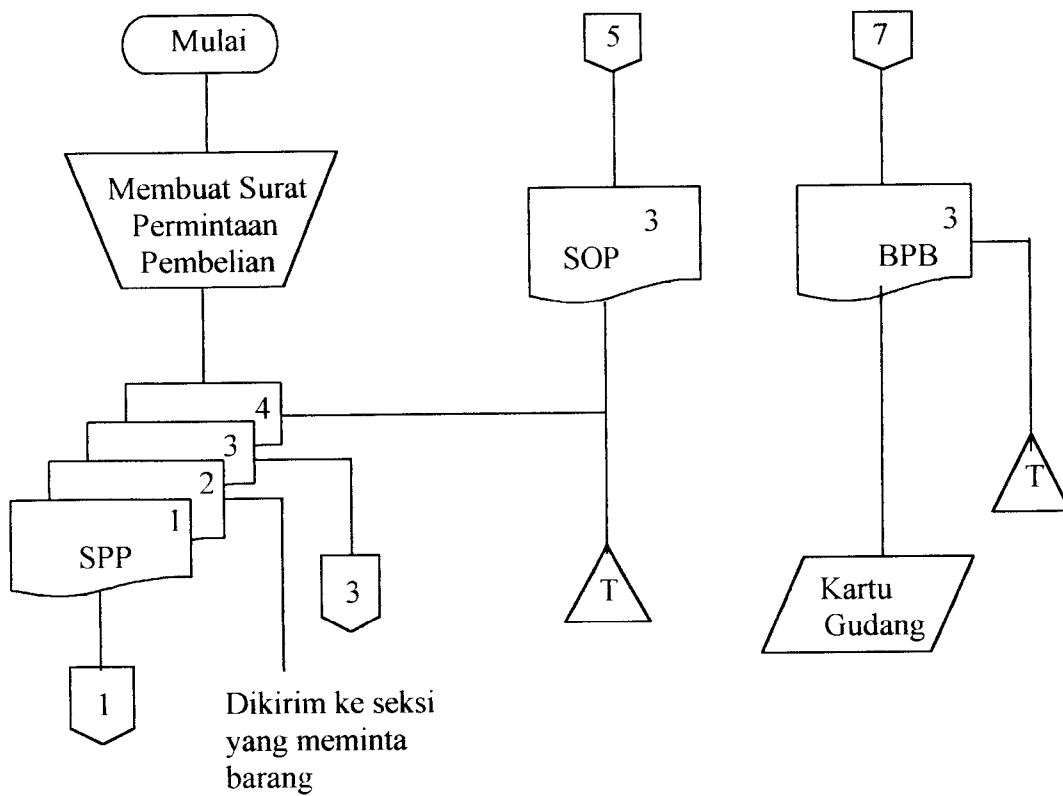 Mulai
Membuat Surat
Permintaan
Pembelian
4
3
2
1
SPP
1
3
Dikirim ke seksi
yang meminta
barang
5
3
SOP
T
7
3
BPB
T
Kartu
Gudang